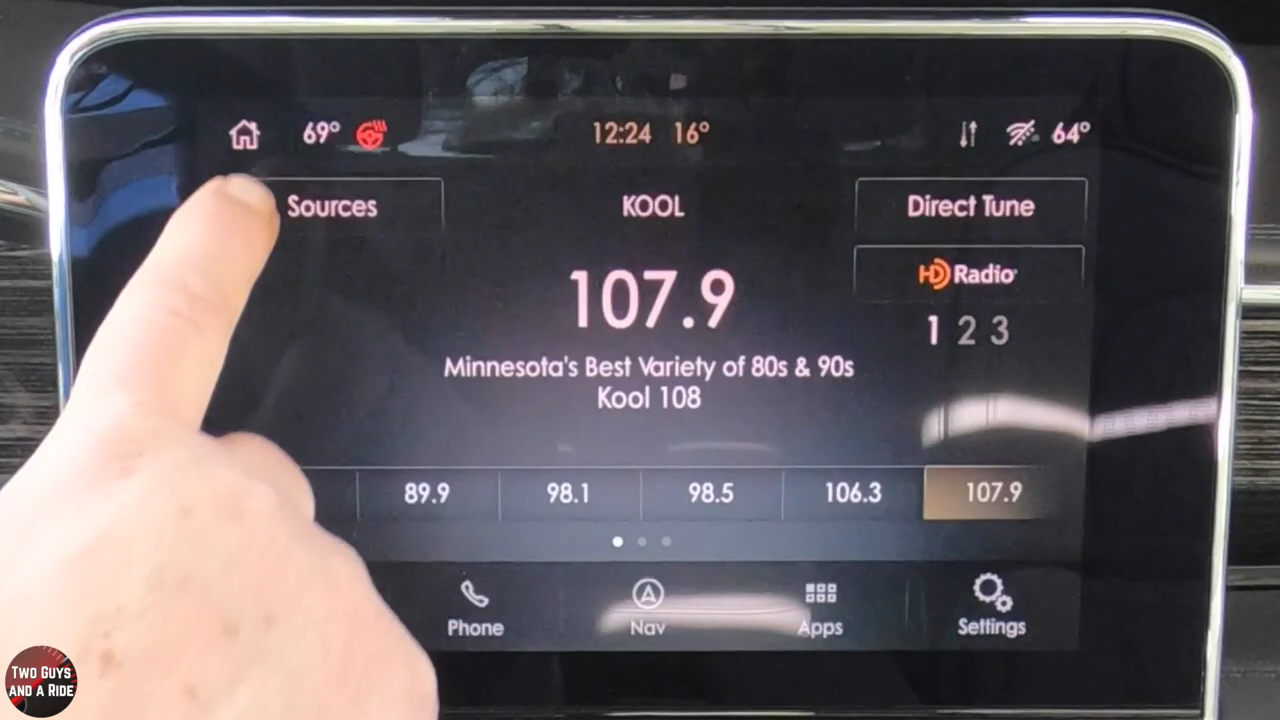 69° 12:24 16° 64°
Sources KOOL Direct Tune
107.9 HD Radio
1 2 3
Minnesota's Best Variety of 80s & 90s
Kool 108
89.9 98.1 98.5 106.3 107.9
Phone Nav Apps Settings
TWO GUYS
AND A RIDE